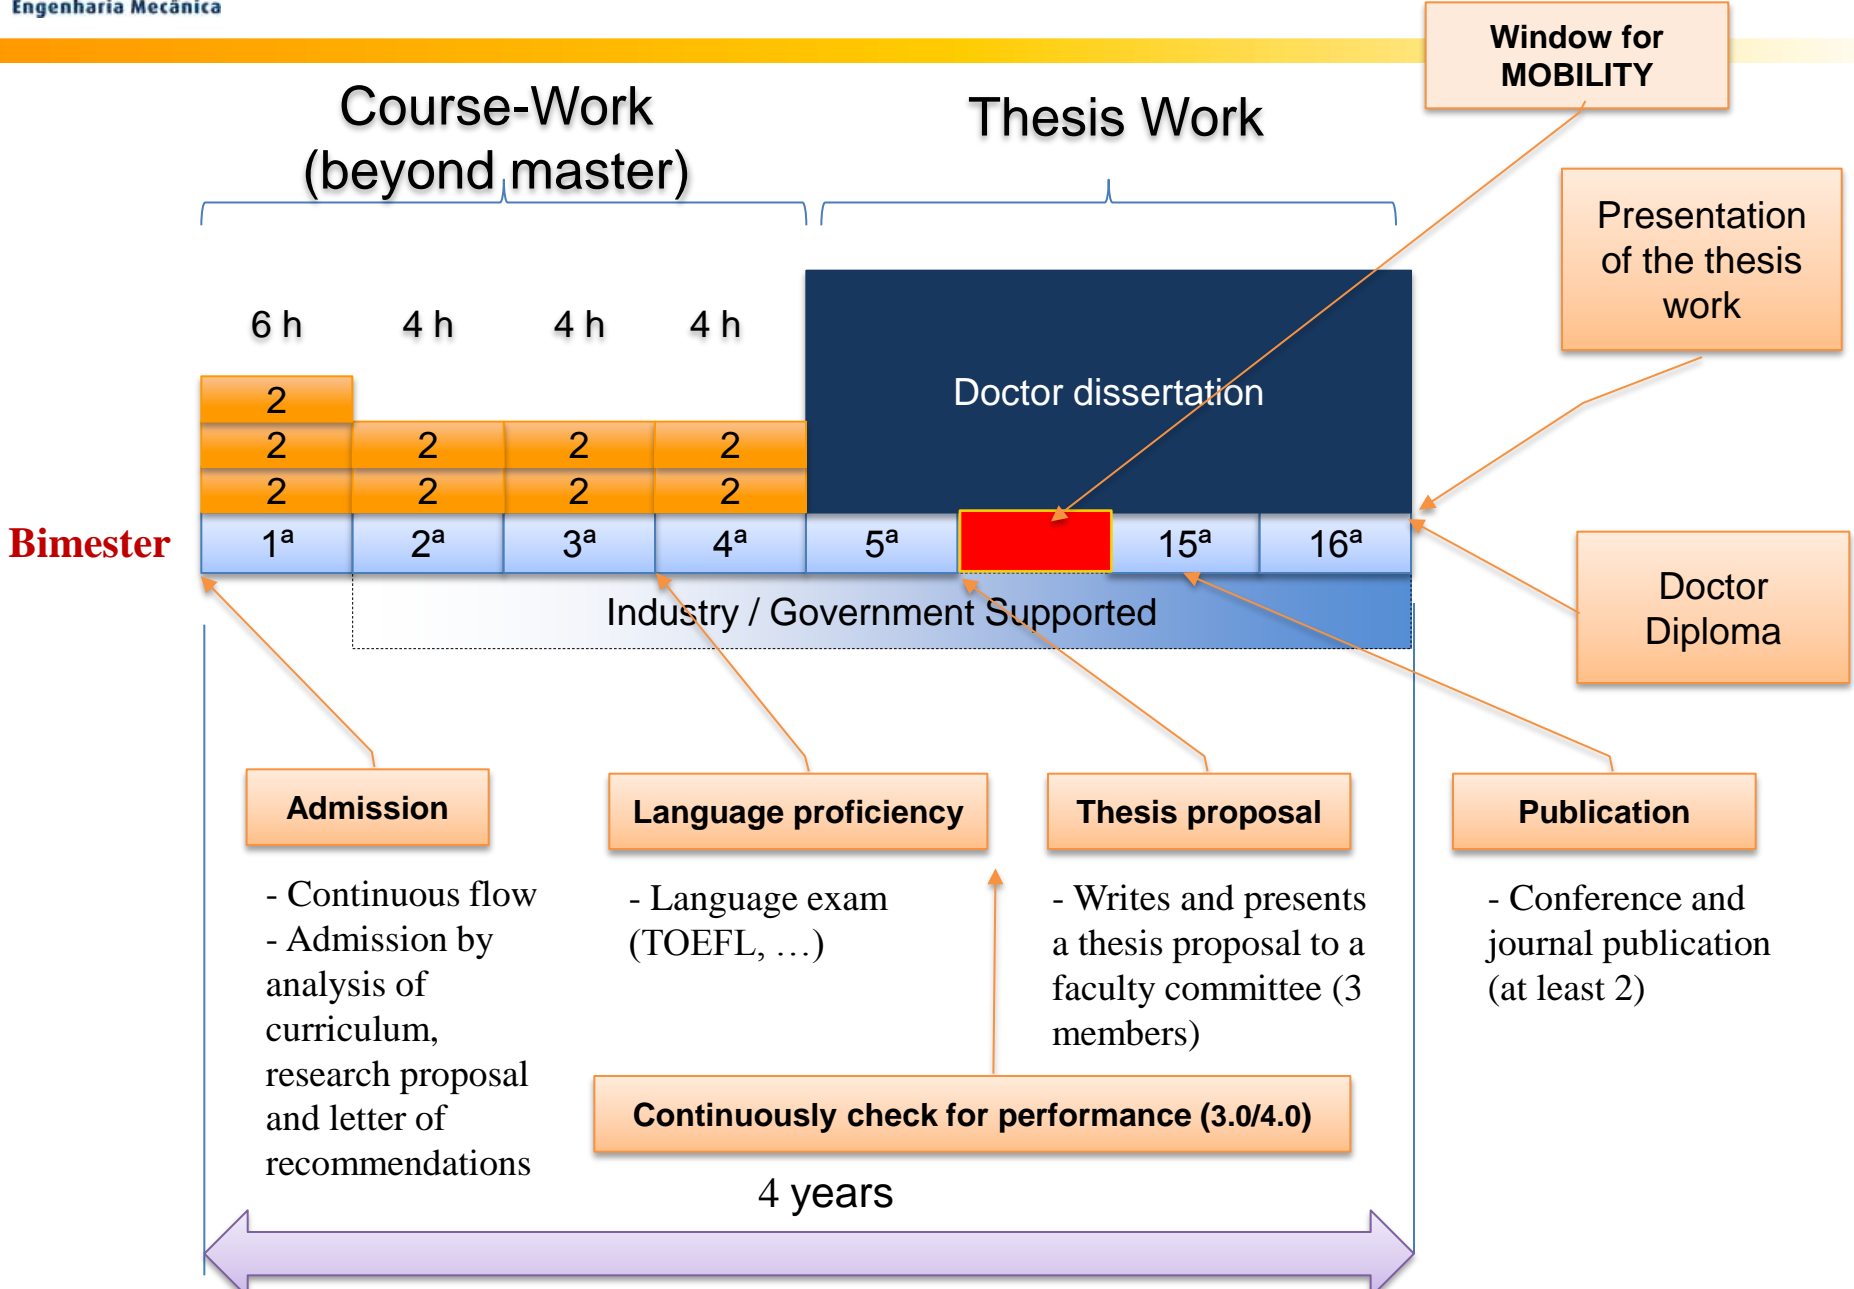 Engenharia Mecânica
Window for
MOBILITY
Course-Work
(beyond master)
Thesis Work
Presentation
of the thesis
work
6 h
4 h
4 h
4 h
Doctor dissertation
2
2
2
2
2
2
2
2
2
Bimester
1ª
2ª
3ª
4ª
5ª
15ª
16ª
Industry / Government Supported
Doctor
Diploma
Admission
- Continuous flow
- Admission by
analysis of
curriculum,
research proposal
and letter of
recommendations
Language proficiency
- Language exam
(TOEFL, …)
Thesis proposal
- Writes and presents
a thesis proposal to a
faculty committee (3
members)
Publication
- Conference and
journal publication
(at least 2)
Continuously check for performance (3.0/4.0)
4 years